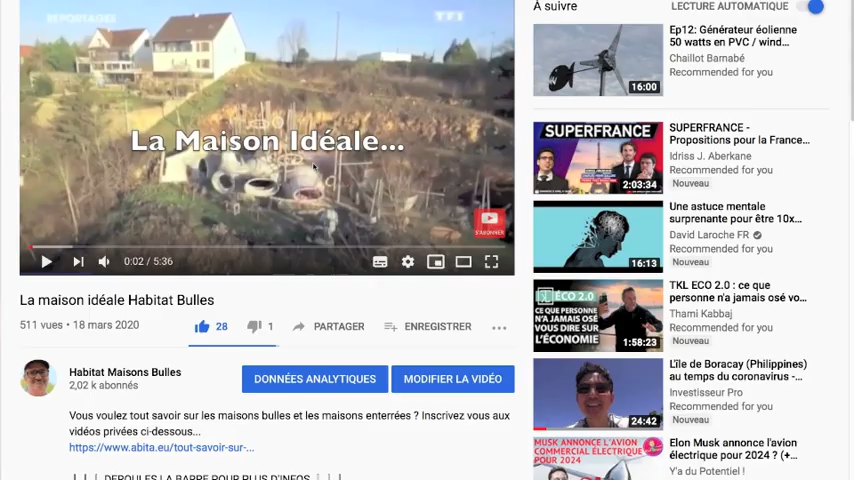 REPORTAGES
TF1
La Maison Idéale...
S'ABONNER
0:02 / 5:36
La maison idéale Habitat Bulles
511 vues • 18 mars 2020
28
1
PARTAGER
ENREGISTRER
Habitat Maisons Bulles
2,02 k abonnés
DONNÉES ANALYTIQUES
MODIFIER LA VIDÉO
Vous voulez tout savoir sur les maisons bulles et les maisons enterrées ? Inscrivez vous aux
vidéos privées ci-dessous...
https://www.abita.eu/tout-savoir-sur-...
DEROULES LA BARRE POUR PLUS D'INFOS
À suivre
LECTURE AUTOMATIQUE
16:00
Ep12: Générateur éolienne
50 watts en PVC / wind...
Chaillot Barnabé
Recommended for you
SUPERFRANCE
2:03:34
SUPERFRANCE -
Propositions pour la France...
Idriss J. Aberkane
Recommended for you
Nouveau
16:13
Une astuce mentale
surprenante pour être 10x...
David Laroche FR
Recommended for you
Nouveau
ÉCO 2.0
CE QUE PERSONNE
N'A JAMAIS OSÉ
VOUS DIRE SUR
L'ÉCONOMIE
1:58:23
TKL ECO 2.0 : ce que
personne n'a jamais osé vo...
Thami Kabbaj
Recommended for you
Nouveau
24:42
L'île de Boracay (Philippines)
au temps du coronavirus -...
Investisseur Pro
Recommended for you
Nouveau
MUSK ANNONCE L'AVION
COMMERCIAL ÉLECTRIQUE
POUR 2024
Elon Musk annonce l'avion
électrique pour 2024 ? (+...
Y'a du Potentiel !